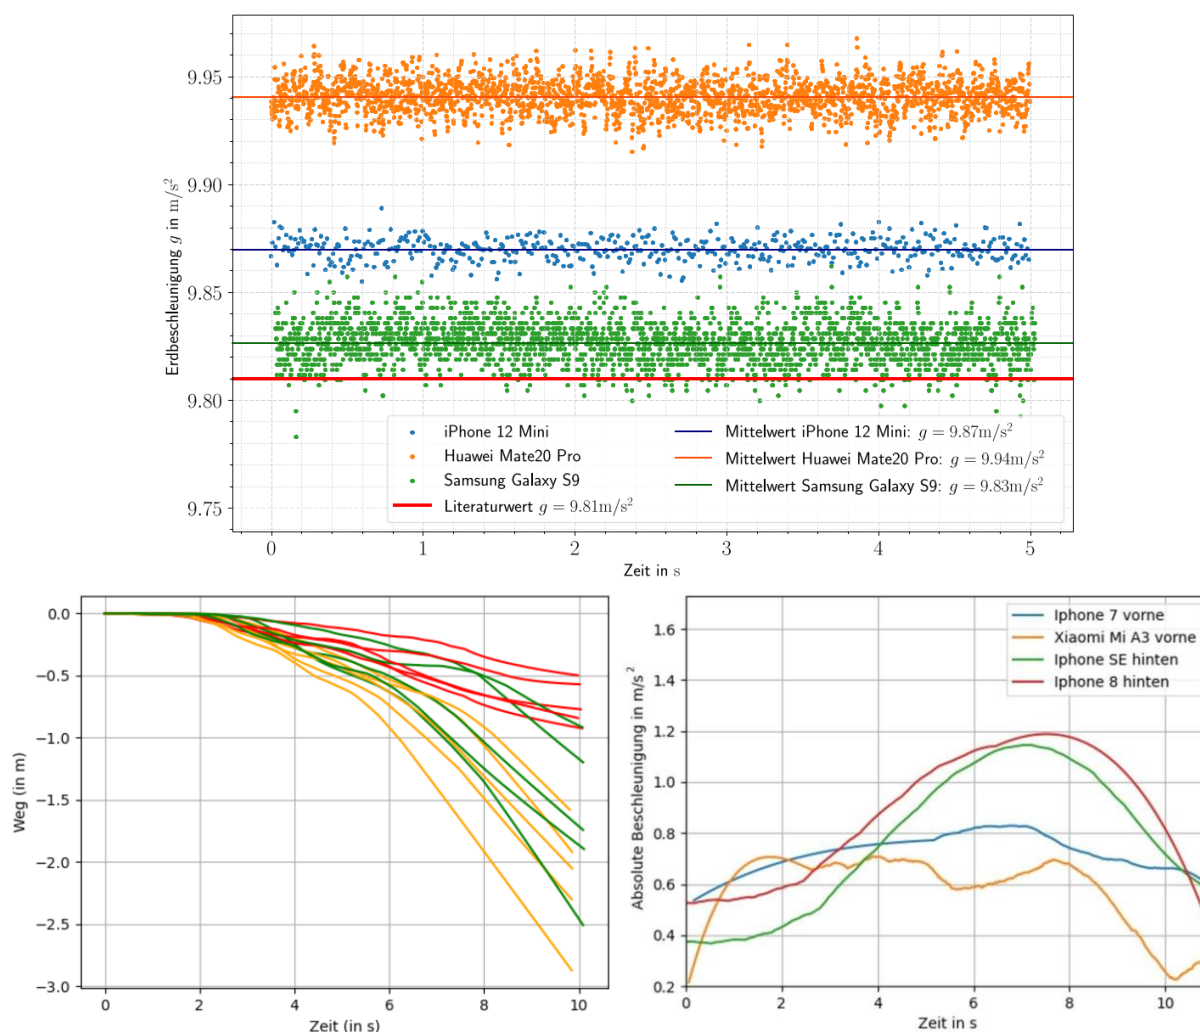 Erdbeschleunigung g in m/s²
9.95
9.90
9.85
9.80
9.75
iPhone 12 Mini
Huawei Mate20 Pro
Samsung Galaxy S9
Literaturwert g = 9.81m/s²
Mittelwert iPhone 12 Mini: g = 9.87m/s²
Mittelwert Huawei Mate20 Pro: g = 9.94m/s²
Mittelwert Samsung Galaxy S9: g = 9.83m/s²
0 1 2 3 4 5
Zeit in s
Weg (in m)
0.0
−0.5
−1.0
−1.5
−2.0
−2.5
−3.0
0 2 4 6 8 10
Zeit (in s)
Absolute Beschleunigung in m/s²
1.6
1.4
1.2
1.0
0.8
0.6
0.4
0.2
Iphone 7 vorne
Xiaomi Mi A3 vorne
Iphone SE hinten
Iphone 8 hinten
0 2 4 6 8 10
Zeit in s